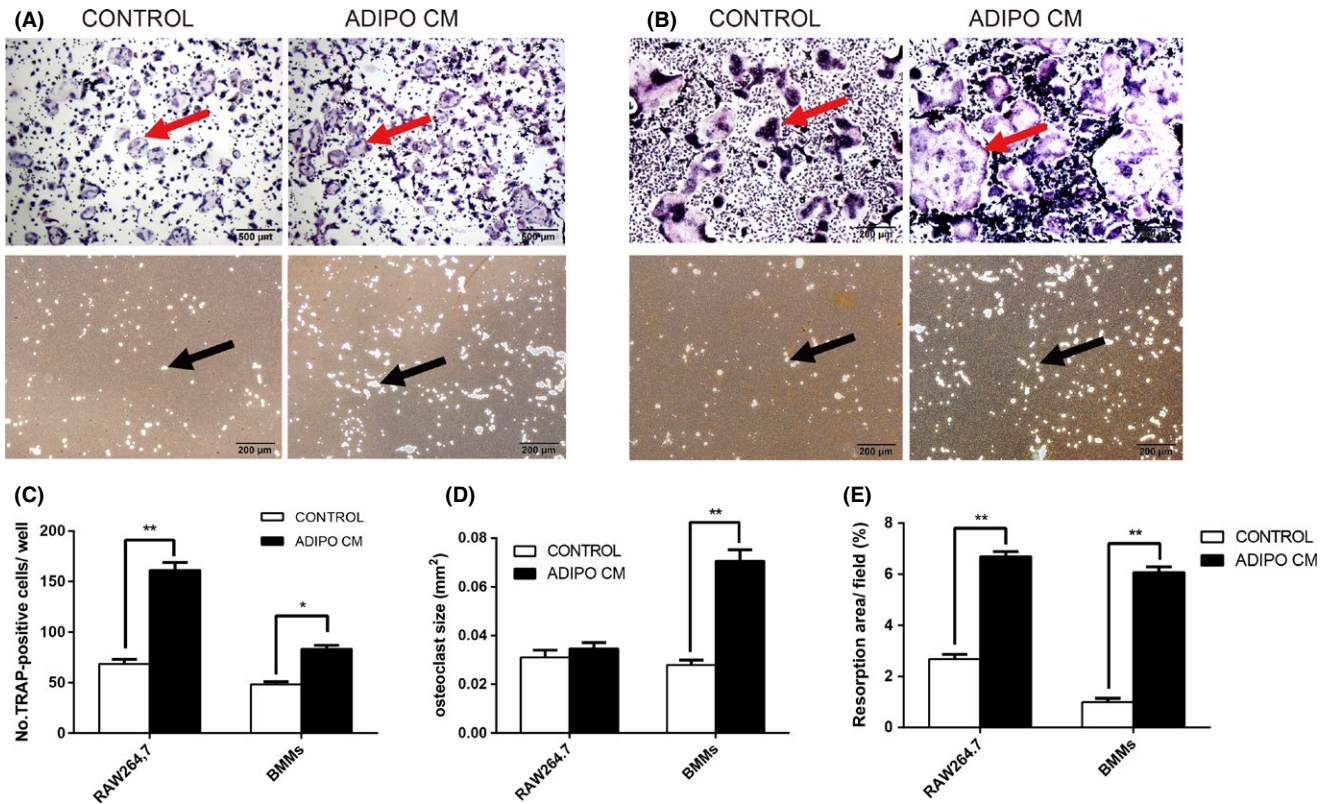 (A) CONTROL ADIPO CM (B) CONTROL ADIPO CM
500 µm 500 µm 200 µm 200 µm
200 µm 200 µm 200 µm 200 µm
(C)
No.TRAP-positive cells/ well
200
150
100
50
0
CONTROL
ADIPO CM
**
*
RAW264,7 BMMs
(D)
osteoclast size (mm²)
0.08
0.06
0.04
0.02
0.00
CONTROL
ADIPO CM
**
RAW264.7 BMMs
(E)
Resorption area/ field (%)
8
6
4
2
0
CONTROL
ADIPO CM
**
**
RAW264.7 BMMs